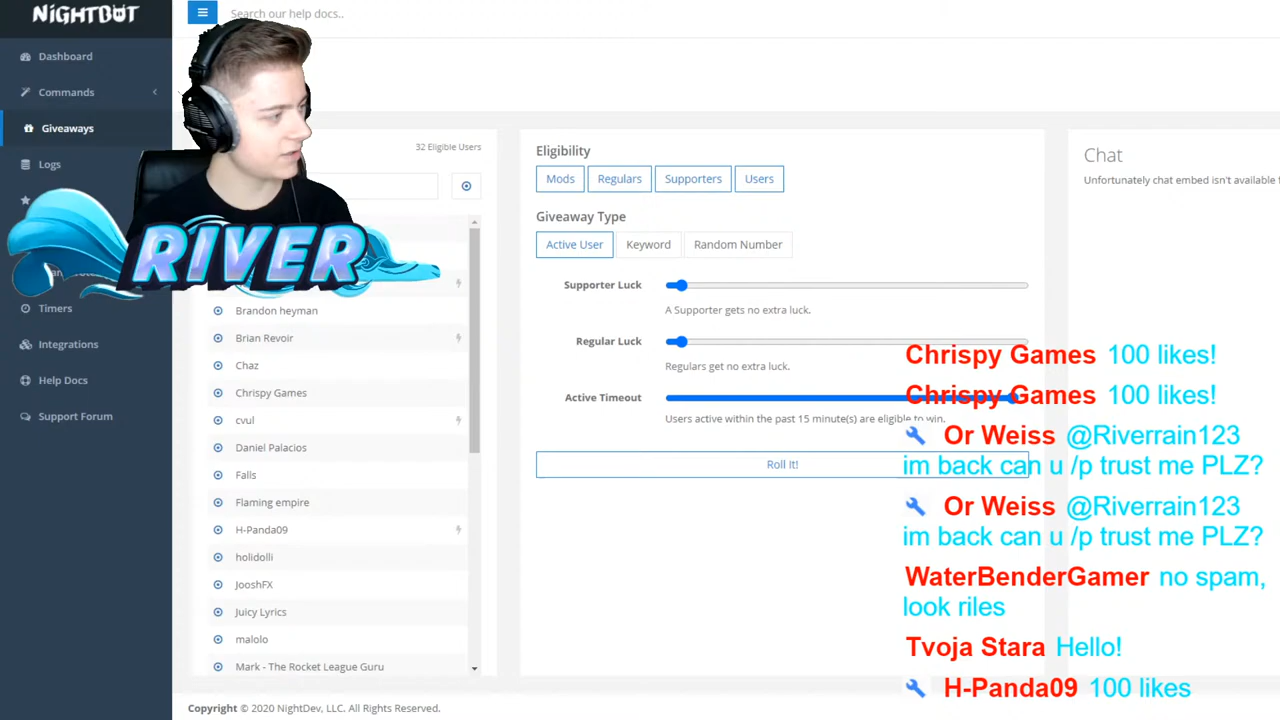 NiGHTBOT
Search our help docs..
Dashboard
Commands
Giveaways
Logs
Timers
Integrations
Help Docs
Support Forum
RIVER
32 Eligible Users
Brandon heyman
Brian Revoir
Chaz
Chrispy Games
cvul
Daniel Palacios
Falls
Flaming empire
H-Panda09
holidolli
JooshFX
Juicy Lyrics
malolo
Mark - The Rocket League Guru
Eligibility
Mods Regulars Supporters Users
Giveaway Type
Active User Keyword Random Number
Supporter Luck
A Supporter gets no extra luck.
Regular Luck
Regulars get no extra luck.
Active Timeout
Users active within the past 15 minute(s) are eligible to win.
Roll It!
Chat
Unfortunately chat embed isn't available
Chrispy Games 100 likes!
Chrispy Games 100 likes!
Or Weiss @Riverrain123
im back can u /p trust me PLZ?
Or Weiss @Riverrain123
im back can u /p trust me PLZ?
WaterBenderGamer no spam,
look riles
Tvoja Stara Hello!
H-Panda09 100 likes
Copyright © 2020 NightDev, LLC. All Rights Reserved.